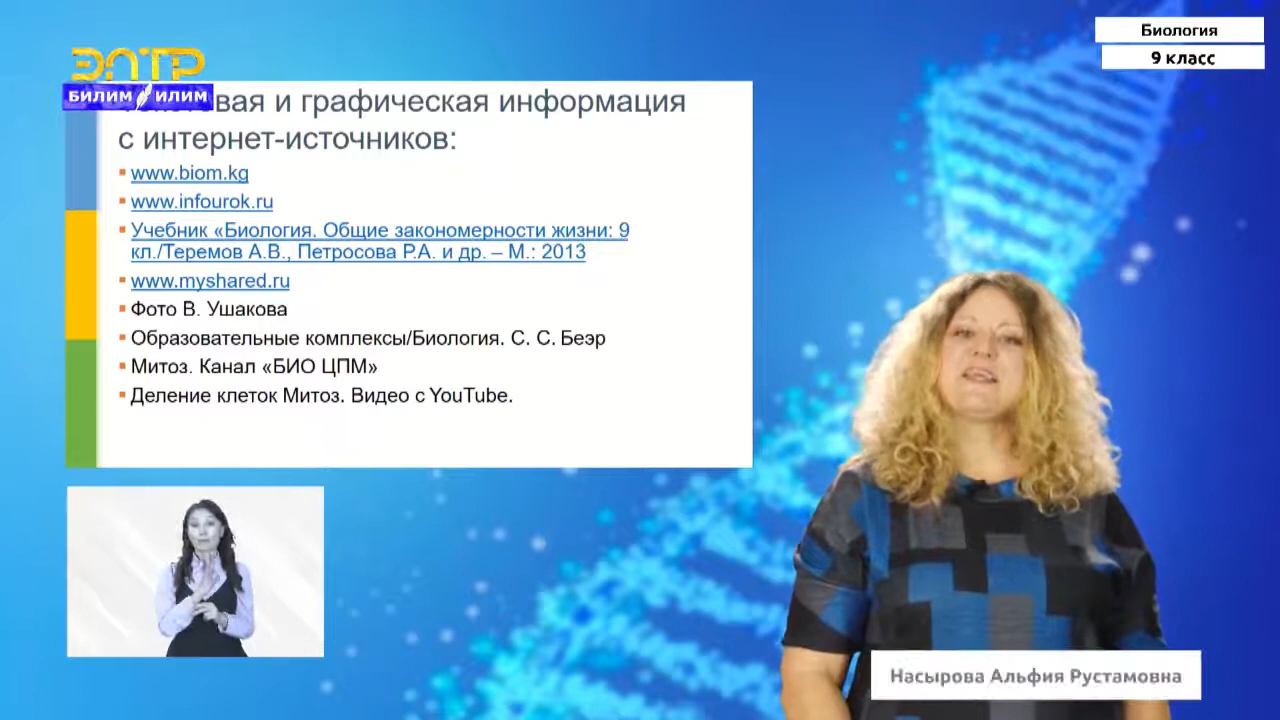 Биология
9 класс
ЭЛТР
БИЛИМ ИЛИМ
и графическая информация
с интернет-источников:
www.biom.kg
www.infourok.ru
Учебник «Биология. Общие закономерности жизни: 9
кл./Теремов А.В., Петросова Р.А. и др. – М.: 2013
www.myshared.ru
Фото В. Ушакова
Образовательные комплексы/Биология. С. С. Беэр
Митоз. Канал «БИО ЦПМ»
Деление клеток Митоз. Видео с YouTube.
Насырова Альфия Рустамовна